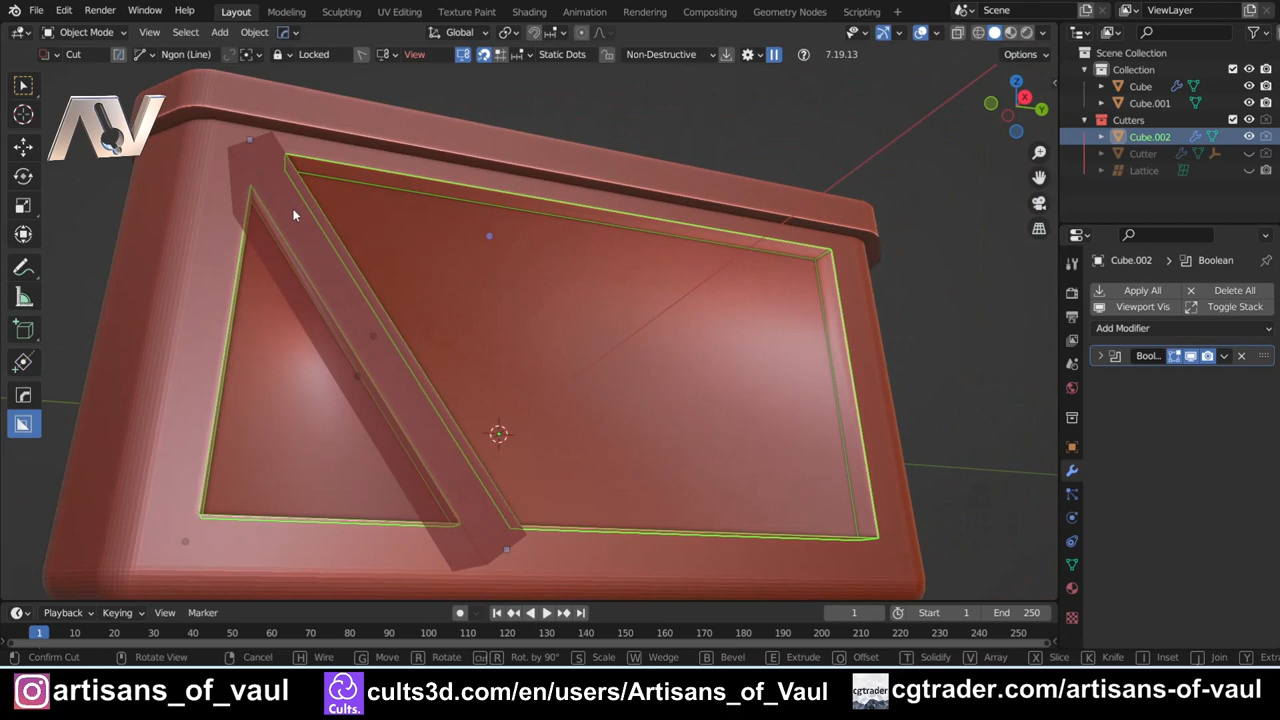 File Edit Render Window Help Layout Modeling Sculpting UV Editing Texture Paint Shading Animation Rendering Compositing Geometry Nodes Scripting + Scene ViewLayer
Object Mode View Select Add Object Global
Cut Ngon (Line) Locked View Static Dots Non-Destructive 7.19.13 Options
Scene Collection
Collection
Cube
Cube.001
Cutters
Cube.002
Cutter
Lattice
Z
X
Y
AV
Cube.002 > Boolean
Apply All Delete All
Viewport Vis Toggle Stack
Add Modifier
Bool...
Playback Keying View Marker 1 Start 1 End 250
1 10 20 30 40 50 60 70 80 90 100 110 120 130 140 150 160 170 180 190 200 210 220 230 240 250
Confirm Cut Rotate View Cancel H Wire G Move R Rotate Ctrl R Rot. by 90° S Scale W Wedge B Bevel E Extrude O Offset T Solidify V Array X Slice K Knife I Inset J Join Y
artisans_of_vaul Cults. cults3d.com/en/users/Artisans_of_Vaul cgtrader cgtrader.com/artisans-of-vaul